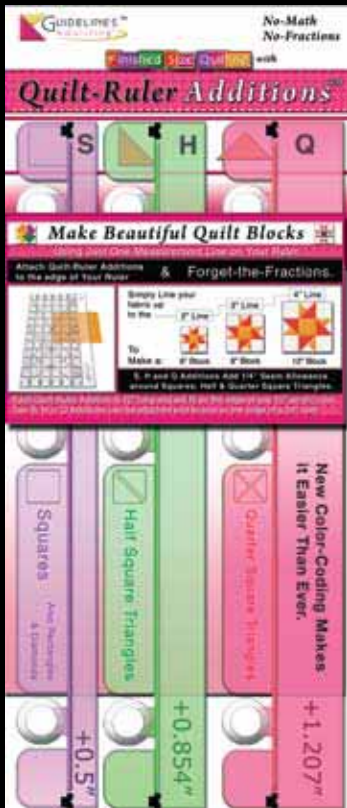 GUIDELINES™
No-Math
No-Fractions
Finished Size Quilting with
Quilt-Ruler Additions™
S
H
Q
Make Beautiful Quilt Blocks
Using Just One Measurement Line on Your Ruler
Attach Quilt-Ruler Additions
to the edge of Your Ruler
& Forget-the-Fractions.
Simply Line your
fabric up
to the
2" Line
3" Line
4" Line
To
Make a:
6" Block
9" Block
12" Block
S, H and Q Additions Add 1/4" Seam Allowance
around Squares, Half & Quarter Square Triangles.
Squares
Also Rectangles
& Diamonds
Half Square Triangles
Quarter Square Triangles
New Color-Coding Makes
it Easier Than Ever.
+0.5"
+0.854"
+1.207"